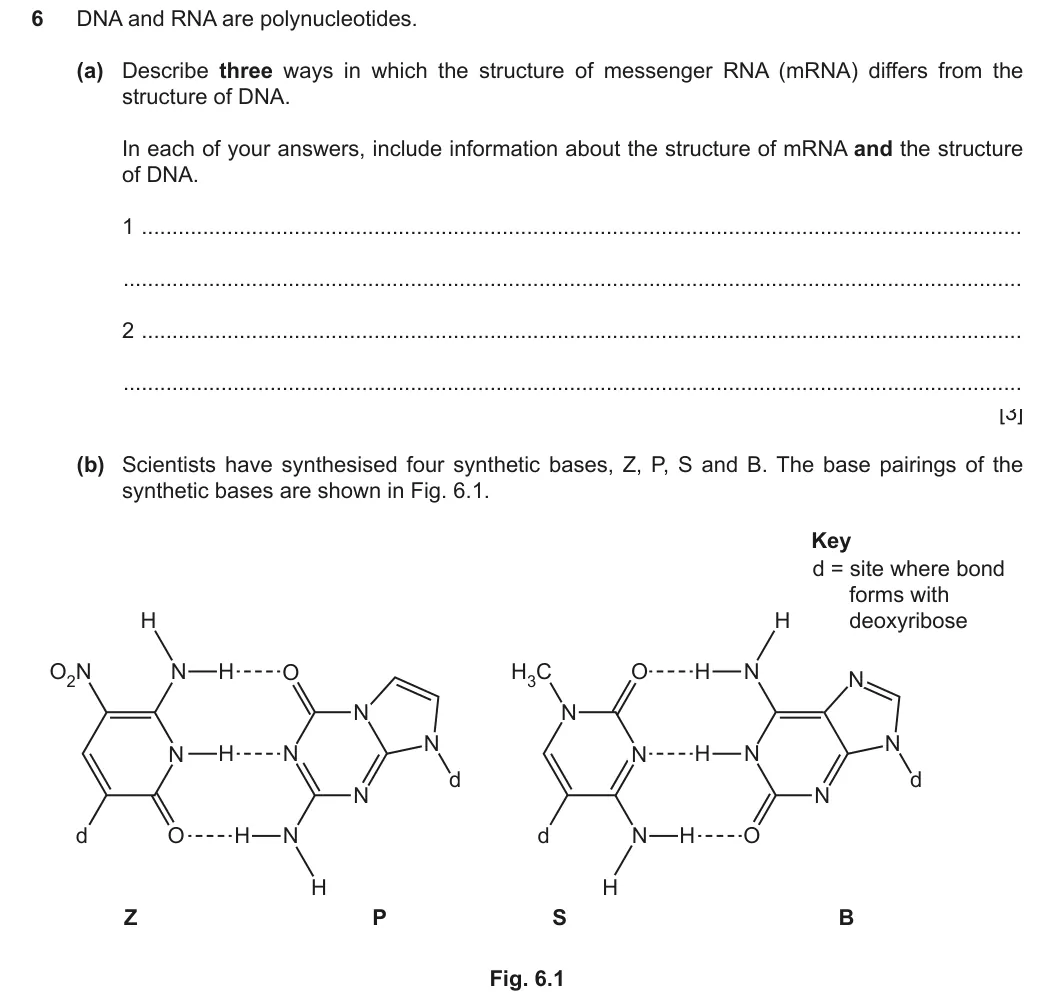 6 DNA and RNA are polynucleotides.
(a) Describe three ways in which the structure of messenger RNA (mRNA) differs from the
structure of DNA.
In each of your answers, include information about the structure of mRNA and the structure
of DNA.
1 ........................................................................................................................
........................................................................................................................
2 ........................................................................................................................
........................................................................................................................
[3]
(b) Scientists have synthesised four synthetic bases, Z, P, S and B. The base pairings of the
synthetic bases are shown in Fig. 6.1.
Key
d = site where bond
forms with
deoxyribose
H H
O2N N H O H3C O H N N
N N N N
N H N N H N
d N d N
d O H N d N H O
H H
Z P S B
Fig. 6.1